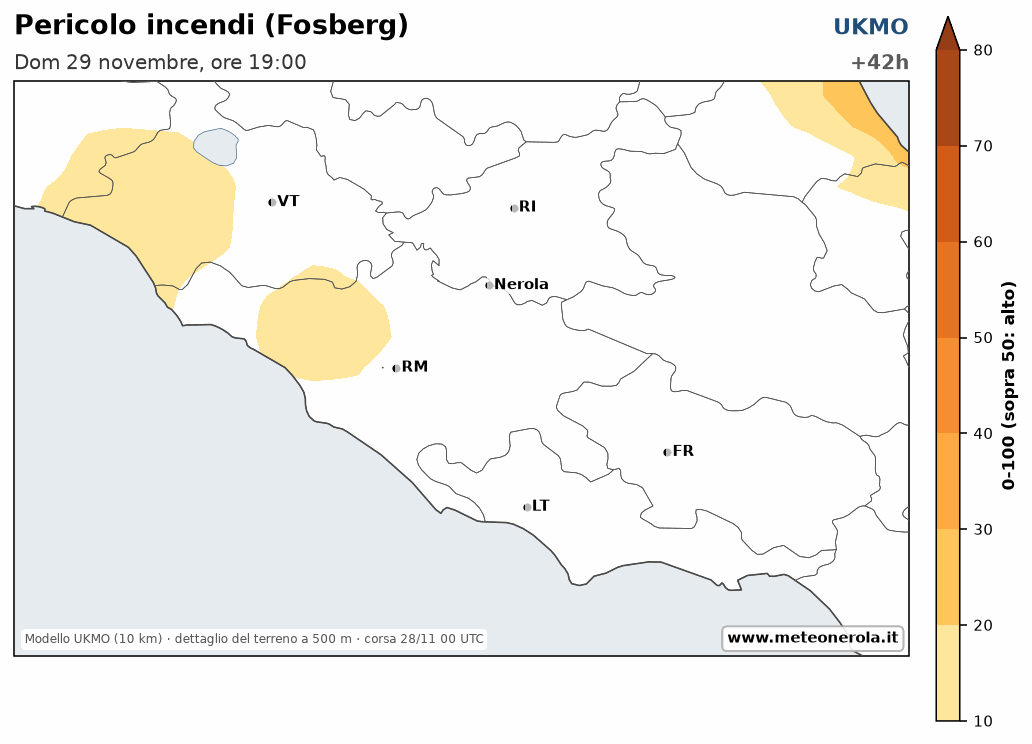 Pericolo incendi (Fosberg)
UKMO
Dom 29 novembre, ore 19:00
+42h
80
70
60
50
40
30
20
10
0-100 (sopra 50: alto)
VT
RI
Nerola
RM
FR
LT
Modello UKMO (10 km) · dettaglio del terreno a 500 m · corsa 28/11 00 UTC
www.meteonerola.it